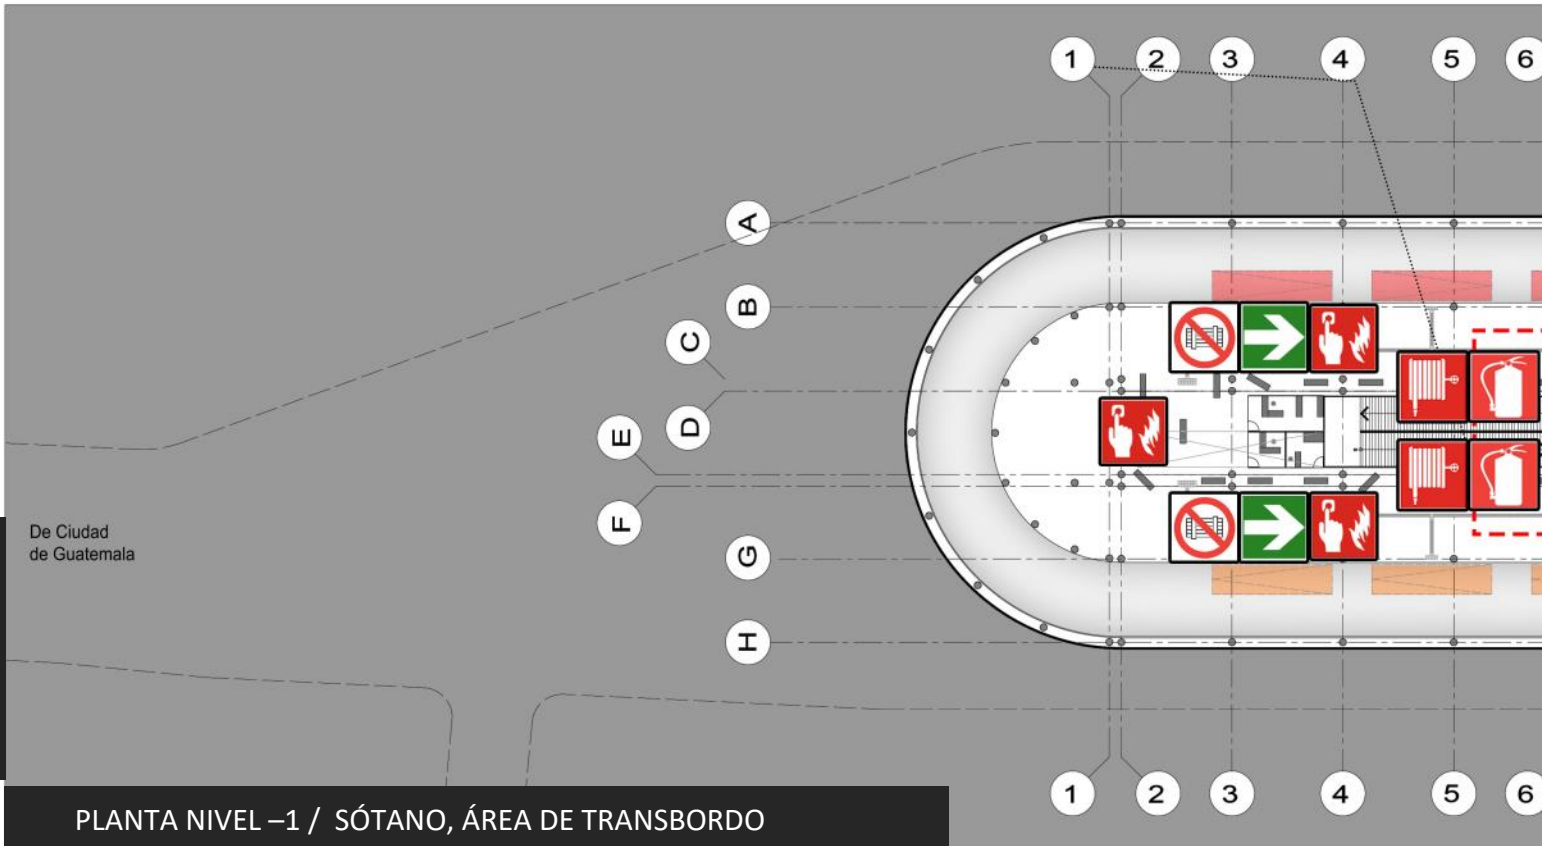 1 2 3 4 5 6
A
B
C
D
E
F
G
H
De Ciudad
de Guatemala
1 2 3 4 5 6
PLANTA NIVEL –1 / SÓTANO, ÁREA DE TRANSBORDO